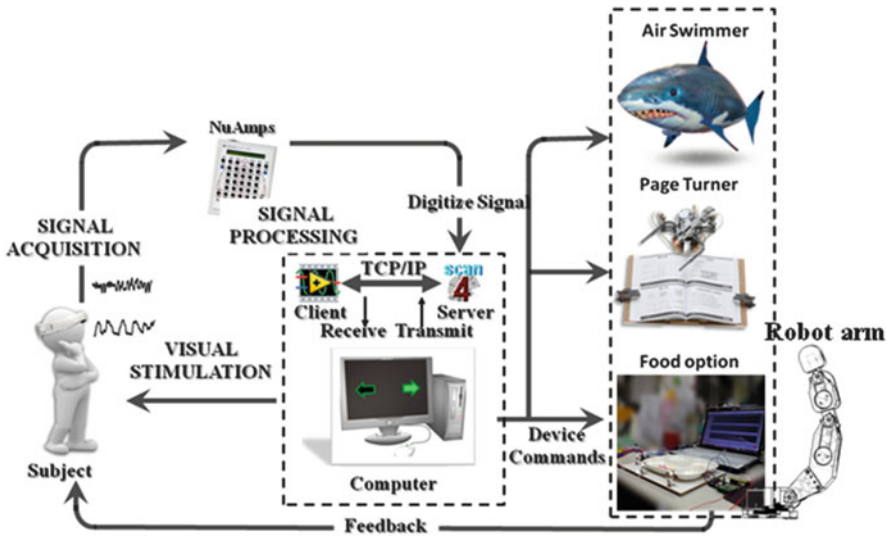 Air Swimmer
NuAmps
Page Turner
Digitize Signal
SIGNAL
ACQUISITION
SIGNAL
PROCESSING
TCP/IP
scan
4
Client
Server
Receive
Transmit
VISUAL
STIMULATION
Robot arm
Food option
Device
Commands
Subject
Computer
Feedback